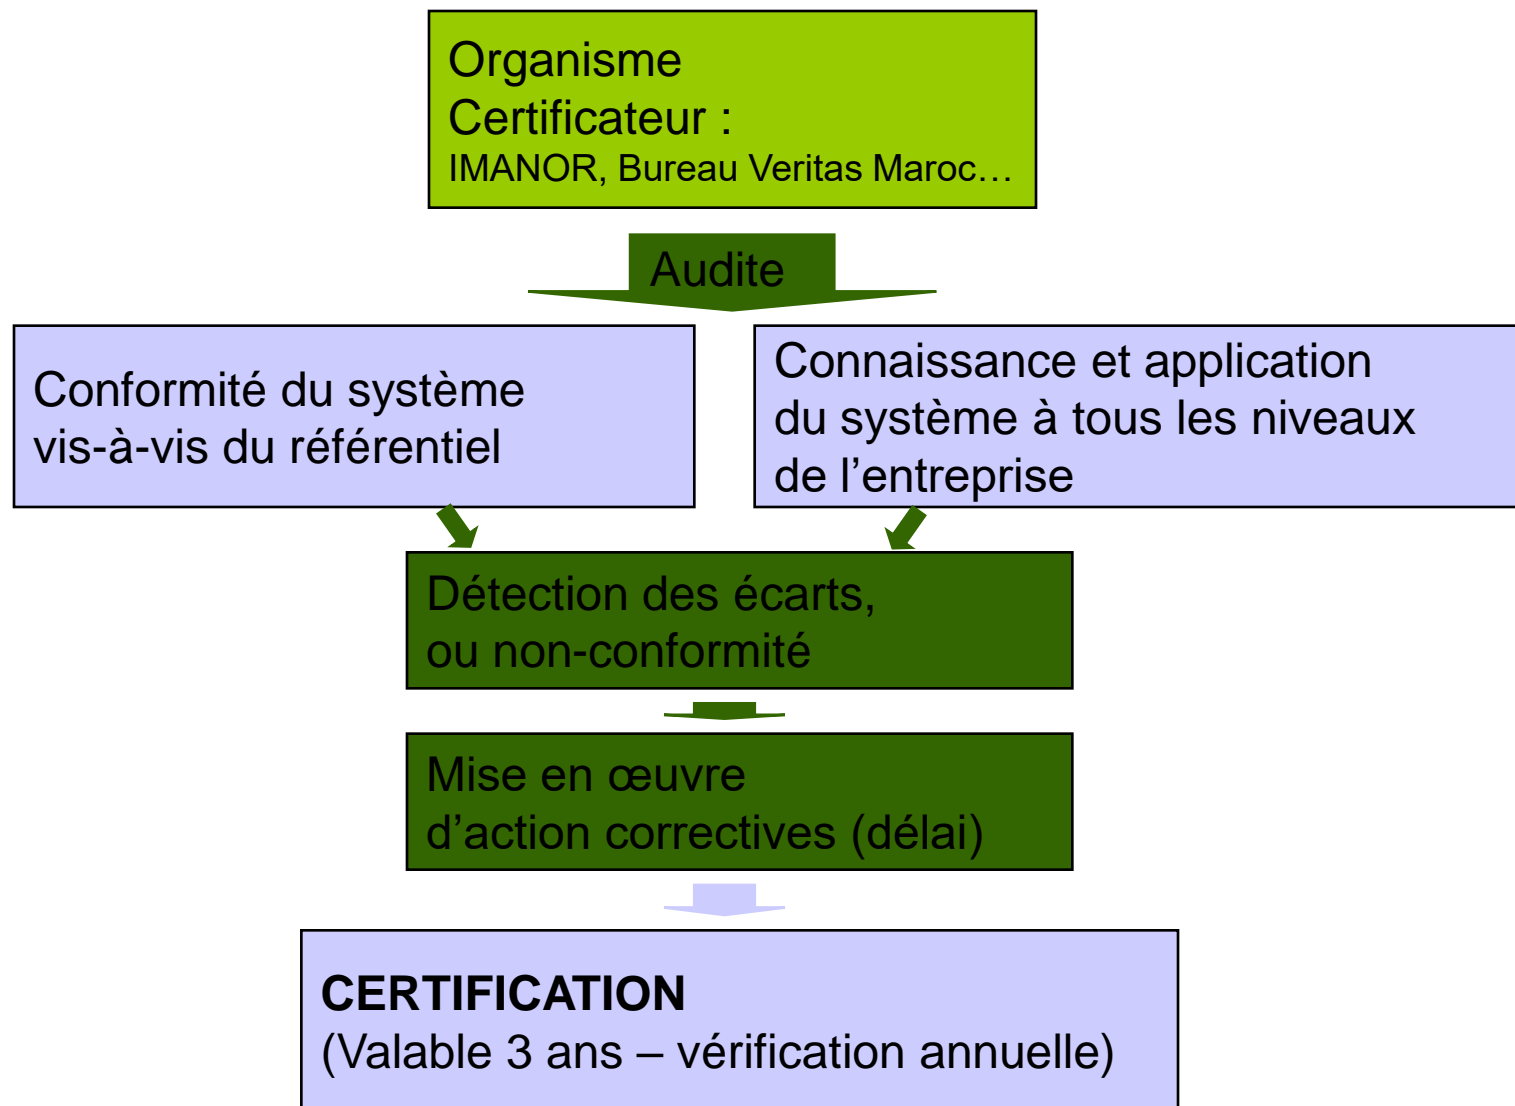 Organisme
Certificateur :
IMANOR, Bureau Veritas Maroc…
Audite
Conformité du système
vis-à-vis du référentiel
Connaissance et application
du système à tous les niveaux
de l’entreprise
Détection des écarts,
ou non-conformité
Mise en œuvre
d’action correctives (délai)
CERTIFICATION
(Valable 3 ans – vérification annuelle)